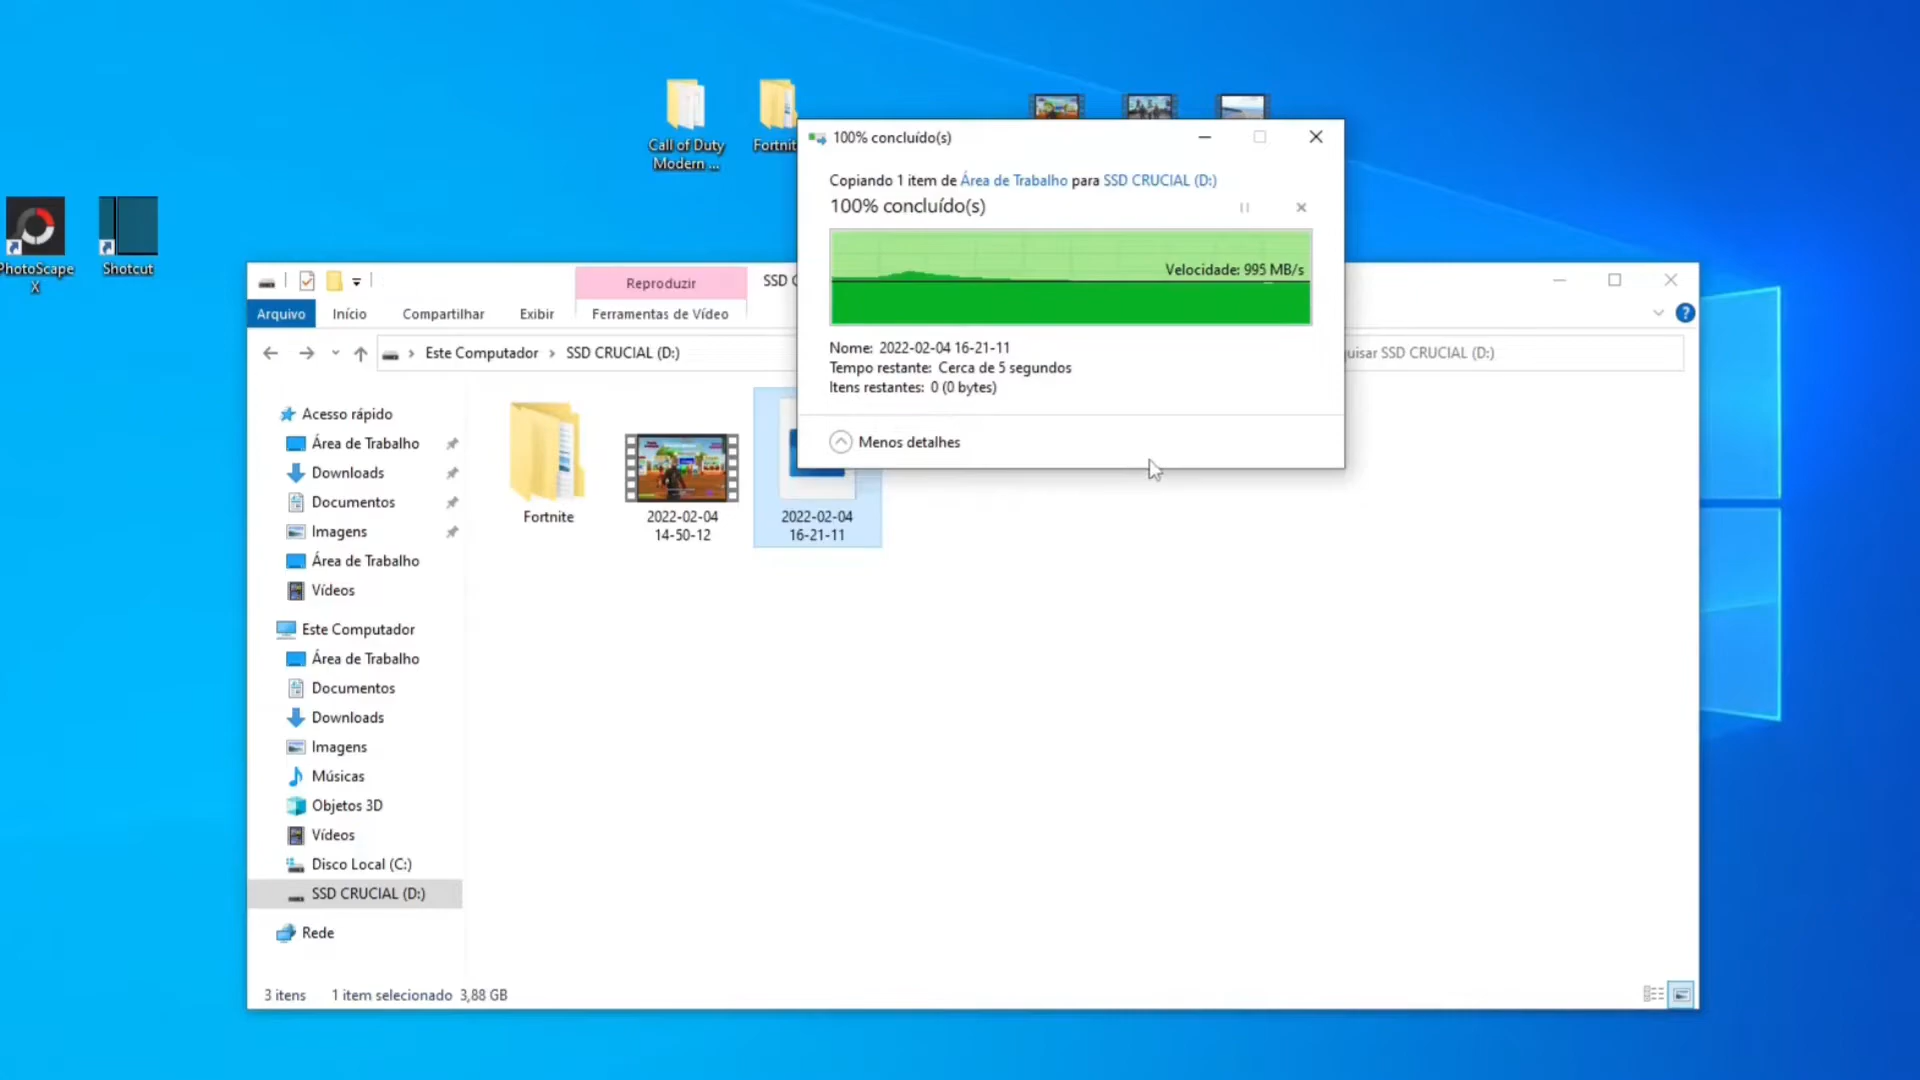 Call of Duty
Modern ...
Fortnit
PhotoScape
X
Shotcut
100% concluído(s)
Copiando 1 item de Área de Trabalho para SSD CRUCIAL (D:)
100% concluído(s)
Velocidade: 995 MB/s
Nome: 2022-02-04 16-21-11
Tempo restante: Cerca de 5 segundos
Itens restantes: 0 (0 bytes)
Menos detalhes
Reproduzir
SSD C
Arquivo
Início
Compartilhar
Exibir
Ferramentas de Vídeo
?
Este Computador > SSD CRUCIAL (D:)
quisar SSD CRUCIAL (D:)
Acesso rápido
Área de Trabalho
Downloads
Documentos
Imagens
Área de Trabalho
Vídeos
Este Computador
Área de Trabalho
Documentos
Downloads
Imagens
Músicas
Objetos 3D
Vídeos
Disco Local (C:)
SSD CRUCIAL (D:)
Rede
Fortnite
2022-02-04
14-50-12
2022-02-04
16-21-11
3 itens
1 item selecionado 3,88 GB